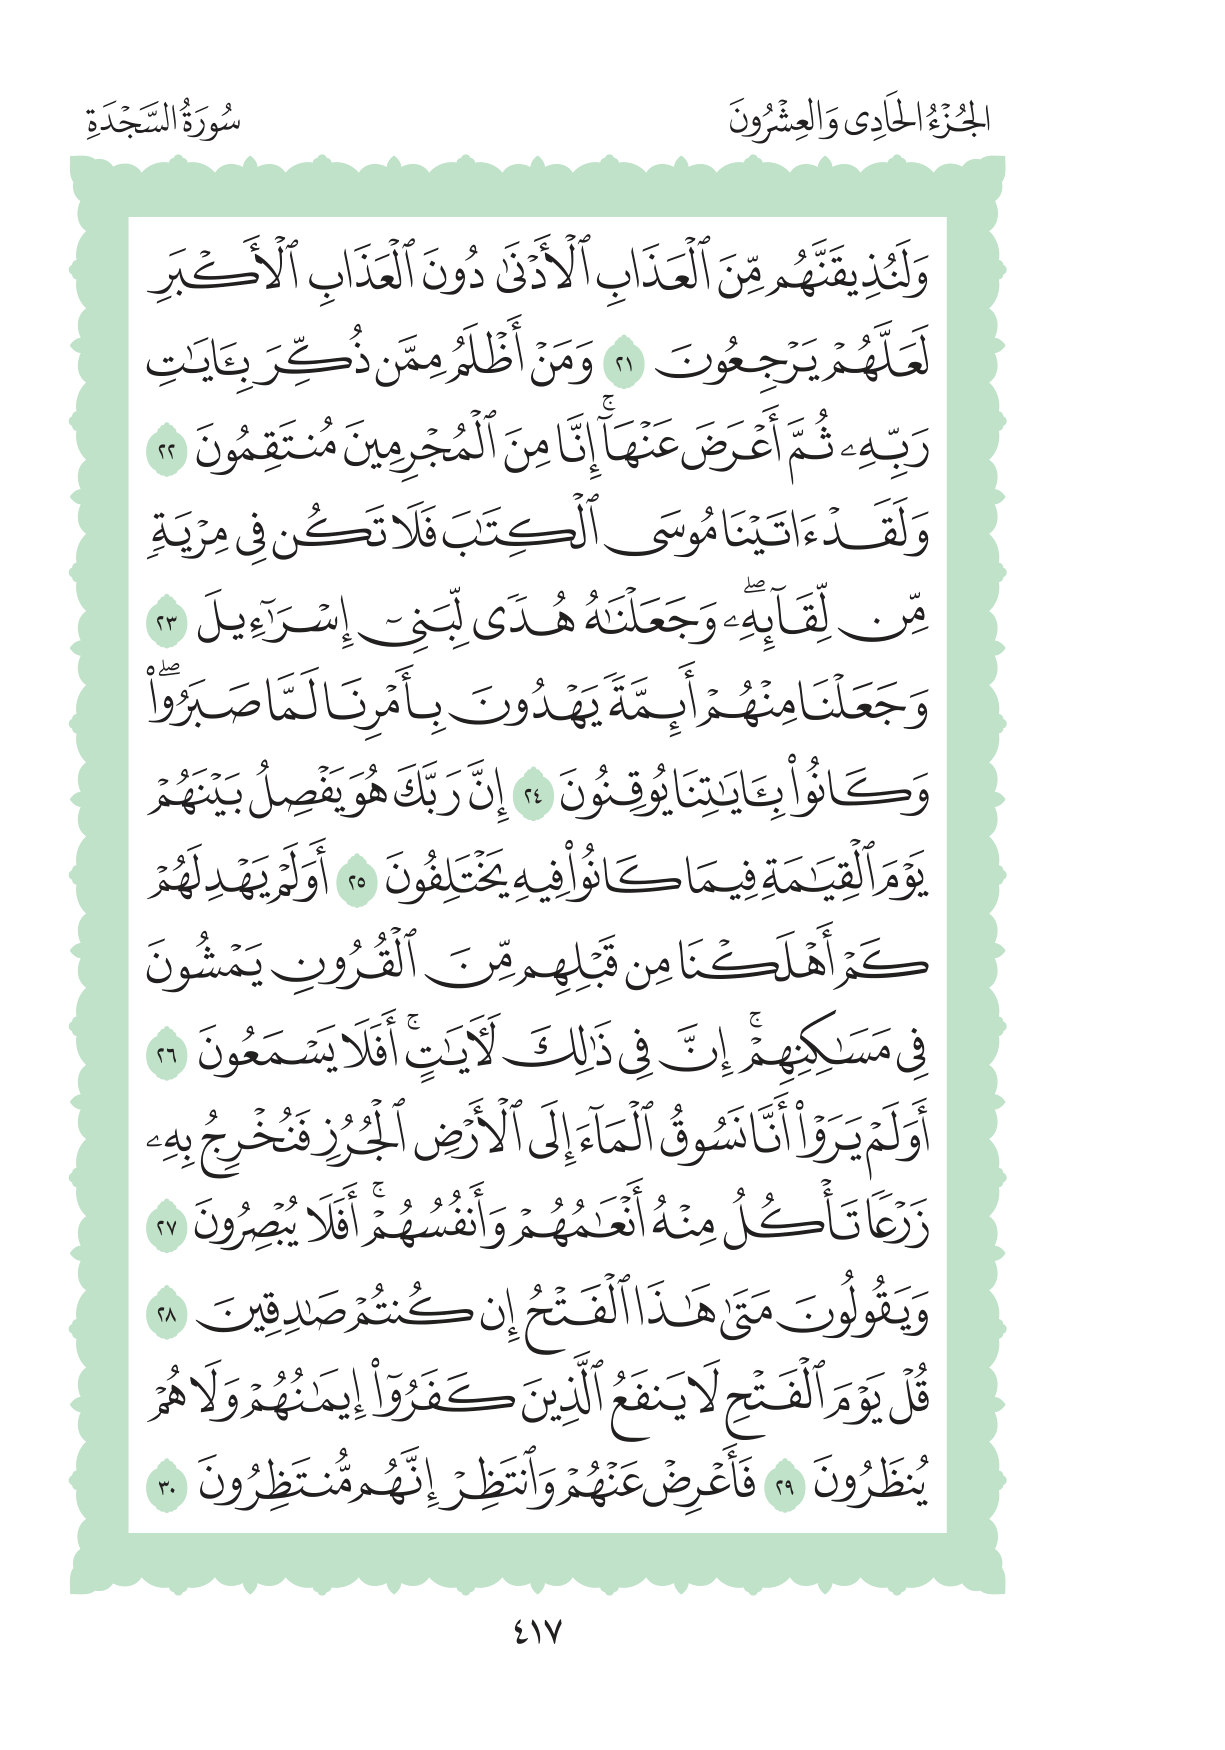 الجُزْءُ الحَادِى وَالعِشْرُونَ
سُورَةُ السَّجْدَةِ
وَلَنُذِيقَنَّهُم مِّنَ ٱلْعَذَابِ ٱلْأَدْنَىٰ دُونَ ٱلْعَذَابِ ٱلْأَكْبَرِ
لَعَلَّهُمْ يَرْجِعُونَ ٢١ وَمَنْ أَظْلَمُ مِمَّن ذُكِّرَ بِـَٔايَـٰتِ
رَبِّهِۦ ثُمَّ أَعْرَضَ عَنْهَآ ۚ إِنَّا مِنَ ٱلْمُجْرِمِينَ مُنتَقِمُونَ ٢٢
وَلَقَدْ ءَاتَيْنَا مُوسَى ٱلْكِتَـٰبَ فَلَا تَكُن فِى مِرْيَةٍ
مِّن لِّقَآئِهِۦ ۖ وَجَعَلْنَـٰهُ هُدًى لِّبَنِىٓ إِسْرَٰٓءِيلَ ٢٣
وَجَعَلْنَا مِنْهُمْ أَئِمَّةً يَهْدُونَ بِأَمْرِنَا لَمَّا صَبَرُوا۟ ۖ
وَكَانُوا۟ بِـَٔايَـٰتِنَا يُوقِنُونَ ٢٤ إِنَّ رَبَّكَ هُوَ يَفْصِلُ بَيْنَهُمْ
يَوْمَ ٱلْقِيَـٰمَةِ فِيمَا كَانُوا۟ فِيهِ يَخْتَلِفُونَ ٢٥ أَوَلَمْ يَهْدِ لَهُمْ
كَمْ أَهْلَكْنَا مِن قَبْلِهِم مِّنَ ٱلْقُرُونِ يَمْشُونَ
فِى مَسَـٰكِنِهِمْ ۚ إِنَّ فِى ذَٰلِكَ لَـَٔايَـٰتٍ ۚ أَفَلَا يَسْمَعُونَ ٢٦
أَوَلَمْ يَرَوْا۟ أَنَّا نَسُوقُ ٱلْمَآءَ إِلَى ٱلْأَرْضِ ٱلْجُرُزِ فَنُخْرِجُ بِهِۦ
زَرْعًا تَأْكُلُ مِنْهُ أَنْعَـٰمُهُمْ وَأَنفُسُهُمْ ۚ أَفَلَا يُبْصِرُونَ ٢٧
وَيَقُولُونَ مَتَىٰ هَـٰذَا ٱلْفَتْحُ إِن كُنتُمْ صَـٰدِقِينَ ٢٨
قُلْ يَوْمَ ٱلْفَتْحِ لَا يَنفَعُ ٱلَّذِينَ كَفَرُوٓا۟ إِيمَـٰنُهُمْ وَلَا هُمْ
يُنظَرُونَ ٢٩ فَأَعْرِضْ عَنْهُمْ وَٱنتَظِرْ إِنَّهُم مُّنتَظِرُونَ ٣٠
٤١٧